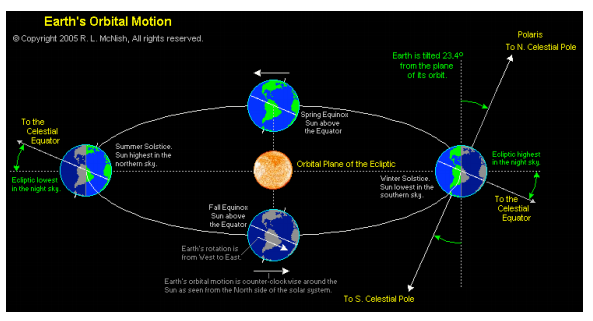 Earth's Orbital Motion
© Copyright 2005 R. L. McNish, All rights reserved.
Polaris
To N. Celestial Pole
Earth is tilted 23.4°
from the plane
of its orbit.
Spring Equinox
Sun above
the Equator
To the
Celestial
Equator
Summer Solstice.
Sun highest in the
northern sky.
Ecliptic lowest
in the night sky.
Orbital Plane of the Ecliptic
Winter Solstice.
Sun lowest in the
southern sky.
Ecliptic highest
in the night sky.
To the
Celestial
Equator
Fall Equinox
Sun above
the Equator
Earth's rotation is
from West to East.
Earth's orbital motion is counter-clockwise around the
Sun as seen from the North side of the solar system.
To S. Celestial Pole